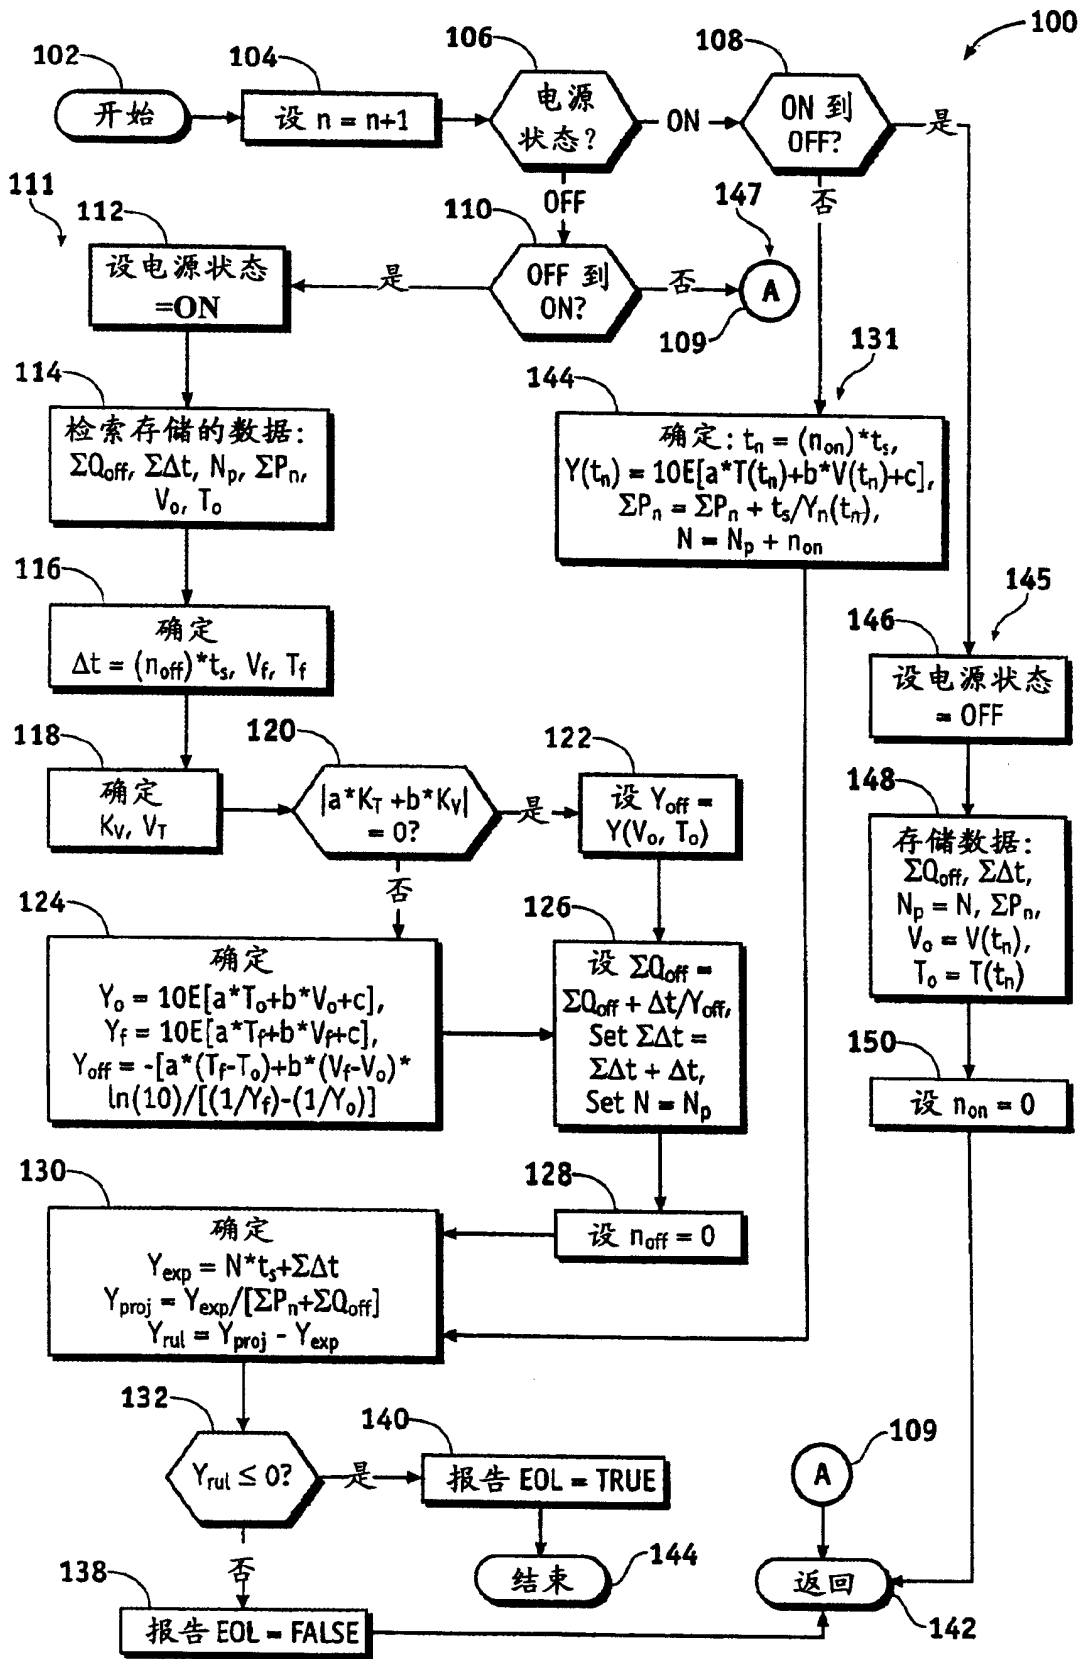 100
102
开始
104
设 n = n+1
106
电源
状态?
ON
108
ON 到
OFF?
是
否
OFF
111
112
设电源状态
=ON
是
110
OFF 到
ON?
否
147
A
109
114
检索存储的数据:
ΣQoff, ΣΔt, Np, ΣPn,
Vo, To
131
144
确定: tn = (non)*ts,
Y(tn) = 10E[a*T(tn)+b*V(tn)+c],
ΣPn = ΣPn + ts/Yn(tn),
N = Np + non
116
确定
Δt = (noff)*ts, Vf, Tf
145
146
设电源状态
= OFF
118
确定
KV, VT
120
|a*KT +b*KV|
= 0?
是
否
122
设 Yoff =
Y(Vo, To)
148
存储数据:
ΣQoff, ΣΔt,
Np = N, ΣPn,
Vo = V(tn),
To = T(tn)
124
确定
Yo = 10E[a*To+b*Vo+c],
Yf = 10E[a*Tf+b*Vf+c],
Yoff = -[a*(Tf-To)+b*(Vf-Vo)*
ln(10)/[(1/Yf)-(1/Yo)]
126
设 ΣQoff =
ΣQoff + Δt/Yoff,
Set ΣΔt =
ΣΔt + Δt,
Set N = Np
150
设 non = 0
128
设 noff = 0
130
确定
Yexp = N*ts+ΣΔt
Yproj = Yexp/[ΣPn+ΣQoff]
Yrul = Yproj - Yexp
132
Yrul ≤ 0?
是
否
140
报告 EOL = TRUE
结束
144
109
A
返回
142
138
报告 EOL = FALSE